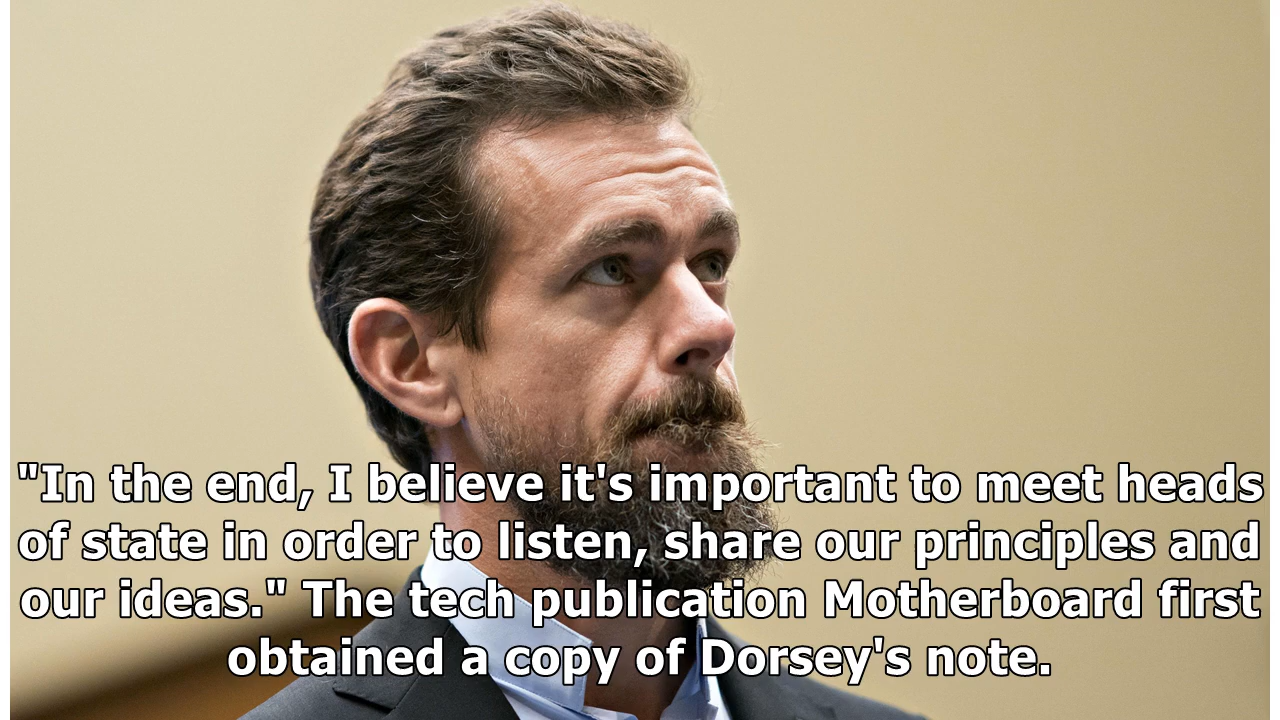 "In the end, I believe it's important to meet heads
of state in order to listen, share our principles and
our ideas." The tech publication Motherboard first
obtained a copy of Dorsey's note.